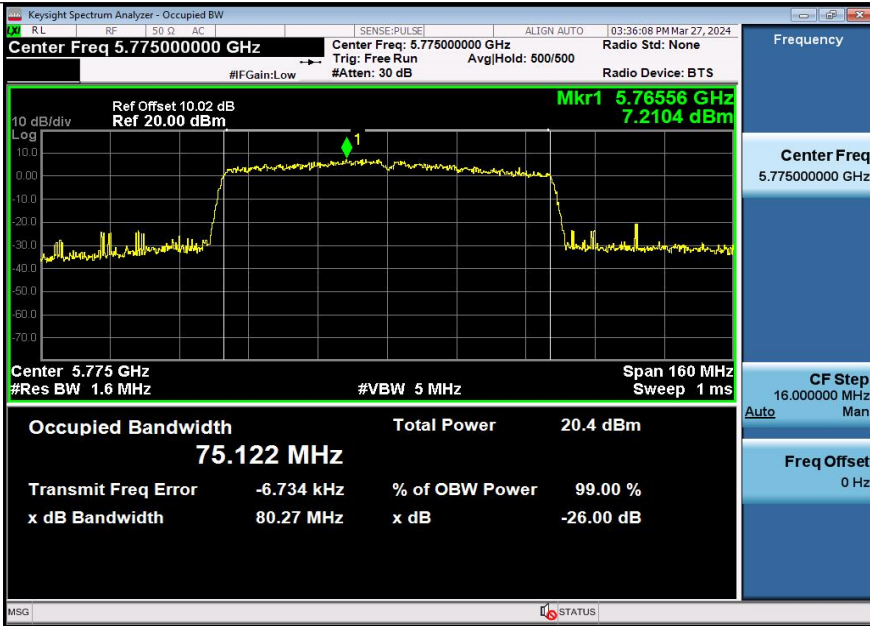 Keysight Spectrum Analyzer - Occupied BW
LXI RL RF 50 Ω AC SENSE:PULSE ALIGN AUTO 03:36:08 PM Mar 27, 2024
Center Freq 5.775000000 GHz
Center Freq: 5.775000000 GHz
Radio Std: None
Trig: Free Run Avg|Hold: 500/500
#IFGain:Low #Atten: 30 dB Radio Device: BTS
Frequency
Ref Offset 10.02 dB
10 dB/div Ref 20.00 dBm
Mkr1 5.76556 GHz
7.2104 dBm
Log
1
10.0
0.00
-10.0
-20.0
-30.0
-40.0
-50.0
-60.0
-70.0
Center 5.775 GHz Span 160 MHz
#Res BW 1.6 MHz #VBW 5 MHz Sweep 1 ms
Occupied Bandwidth Total Power 20.4 dBm
75.122 MHz
Transmit Freq Error -6.734 kHz % of OBW Power 99.00 %
x dB Bandwidth 80.27 MHz x dB -26.00 dB
Center Freq
5.775000000 GHz
CF Step
16.000000 MHz
Auto Man
Freq Offset
0 Hz
MSG STATUS